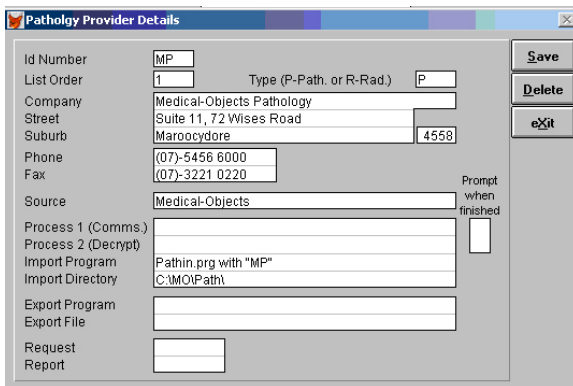 Patholgy Provider Details
Id Number MP
List Order 1 Type (P-Path. or R-Rad.) P
Company Medical-Objects Pathology
Street Suite 11, 72 Wises Road
Suburb Maroocydore 4558
Phone (07)-5456 6000
Fax (07)-3221 0220
Source Medical-Objects
Prompt when finished
Process 1 (Comms.)
Process 2 (Decrypt)
Import Program Pathin.prg with "MP"
Import Directory C:\MO\Path\
Export Program
Export File
Request
Report
Save
Delete
eXit